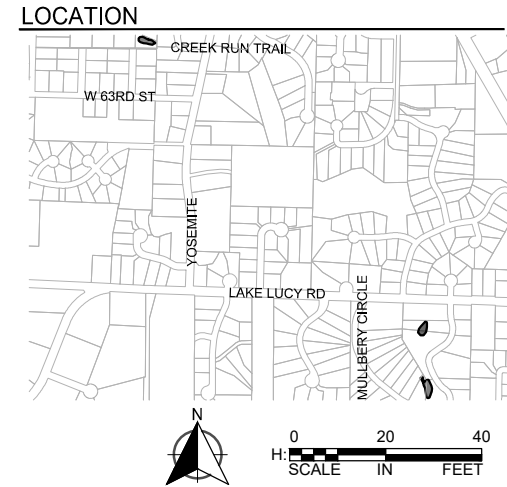 LOCATION
CREEK RUN TRAIL
W 63RD ST
YOSEMITE
LAKE LUCY RD
MULLBERY CIRCLE
N
0 20 40
H:
SCALE IN FEET